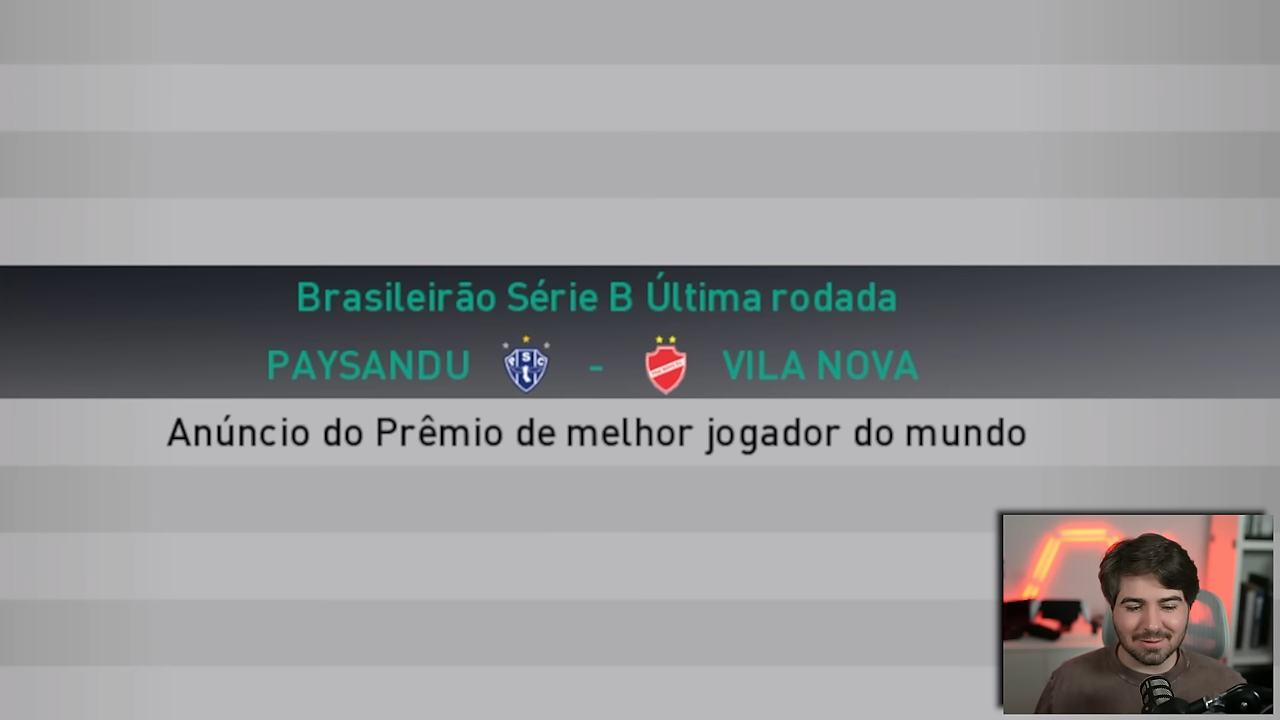 Brasileirão Série B Última rodada
PAYSANDU - VILA NOVA
Anúncio do Prêmio de melhor jogador do mundo